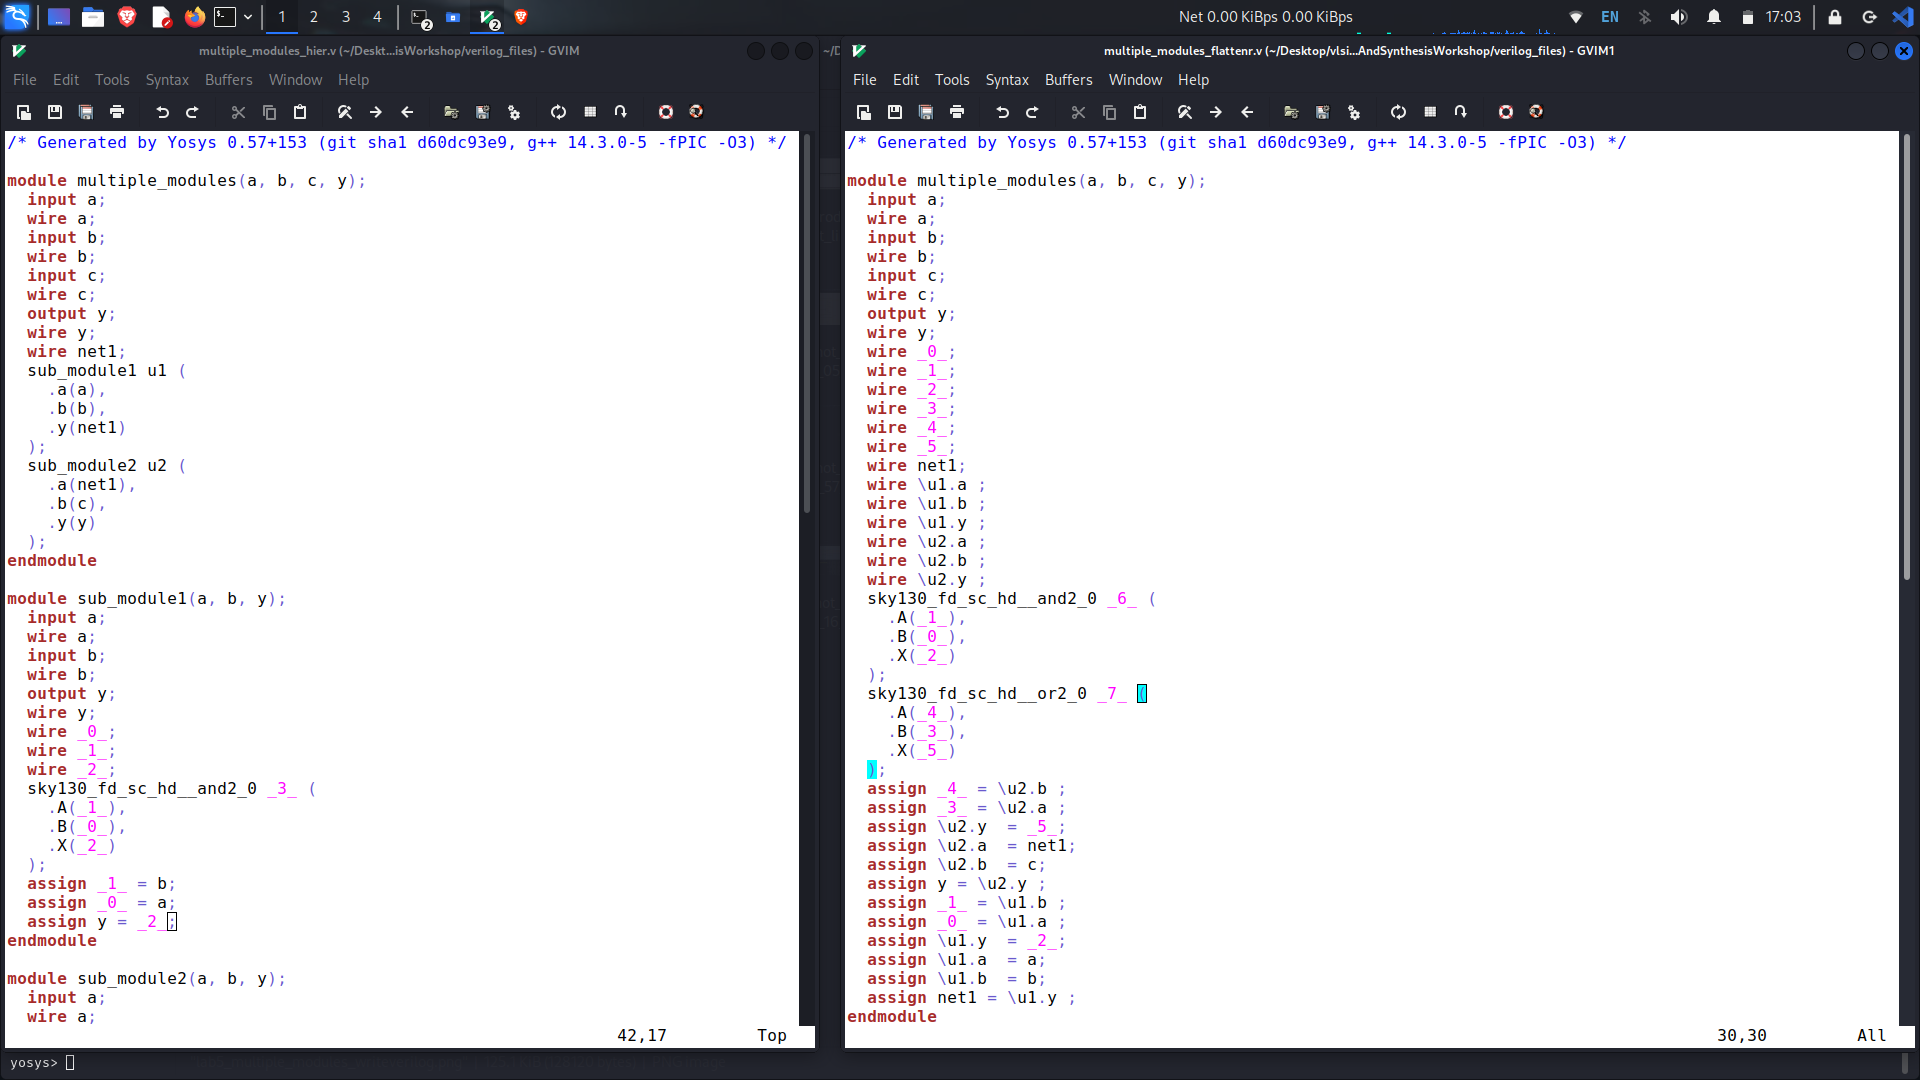 1 2 3 4
2
2
Net 0.00 KiBps 0.00 KiBps
EN
17:03
multiple_modules_hier.v (~/Deskt...isWorkshop/verilog_files) - GVIM
File Edit Tools Syntax Buffers Window Help
/* Generated by Yosys 0.57+153 (git sha1 d60dc93e9, g++ 14.3.0-5 -fPIC -O3) */
module multiple_modules(a, b, c, y);
input a;
wire a;
input b;
wire b;
input c;
wire c;
output y;
wire y;
wire net1;
sub_module1 u1 (
.a(a),
.b(b),
.y(net1)
);
sub_module2 u2 (
.a(net1),
.b(c),
.y(y)
);
endmodule
module sub_module1(a, b, y);
input a;
wire a;
input b;
wire b;
output y;
wire y;
wire _0_;
wire _1_;
wire _2_;
sky130_fd_sc_hd__and2_0 _3_ (
.A(_1_),
.B(_0_),
.X(_2_)
);
assign _1_ = b;
assign _0_ = a;
assign y = _2_;
endmodule
module sub_module2(a, b, y);
input a;
wire a;
42,17 Top
multiple_modules_flattenr.v (~/Desktop/vlsi...AndSynthesisWorkshop/verilog_files) - GVIM1
File Edit Tools Syntax Buffers Window Help
/* Generated by Yosys 0.57+153 (git sha1 d60dc93e9, g++ 14.3.0-5 -fPIC -O3) */
module multiple_modules(a, b, c, y);
input a;
wire a;
input b;
wire b;
input c;
wire c;
output y;
wire y;
wire _0_;
wire _1_;
wire _2_;
wire _3_;
wire _4_;
wire _5_;
wire net1;
wire \u1.a ;
wire \u1.b ;
wire \u1.y ;
wire \u2.a ;
wire \u2.b ;
wire \u2.y ;
sky130_fd_sc_hd__and2_0 _6_ (
.A(_1_),
.B(_0_),
.X(_2_)
);
sky130_fd_sc_hd__or2_0 _7_ (
.A(_4_),
.B(_3_),
.X(_5_)
);
assign _4_ = \u2.b ;
assign _3_ = \u2.a ;
assign \u2.y  = _5_;
assign \u2.a  = net1;
assign \u2.b  = c;
assign y = \u2.y ;
assign _1_ = \u1.b ;
assign _0_ = \u1.a ;
assign \u1.y  = _2_;
assign \u1.a  = a;
assign \u1.b  = b;
assign net1 = \u1.y ;
endmodule
30,30 All
yosys>